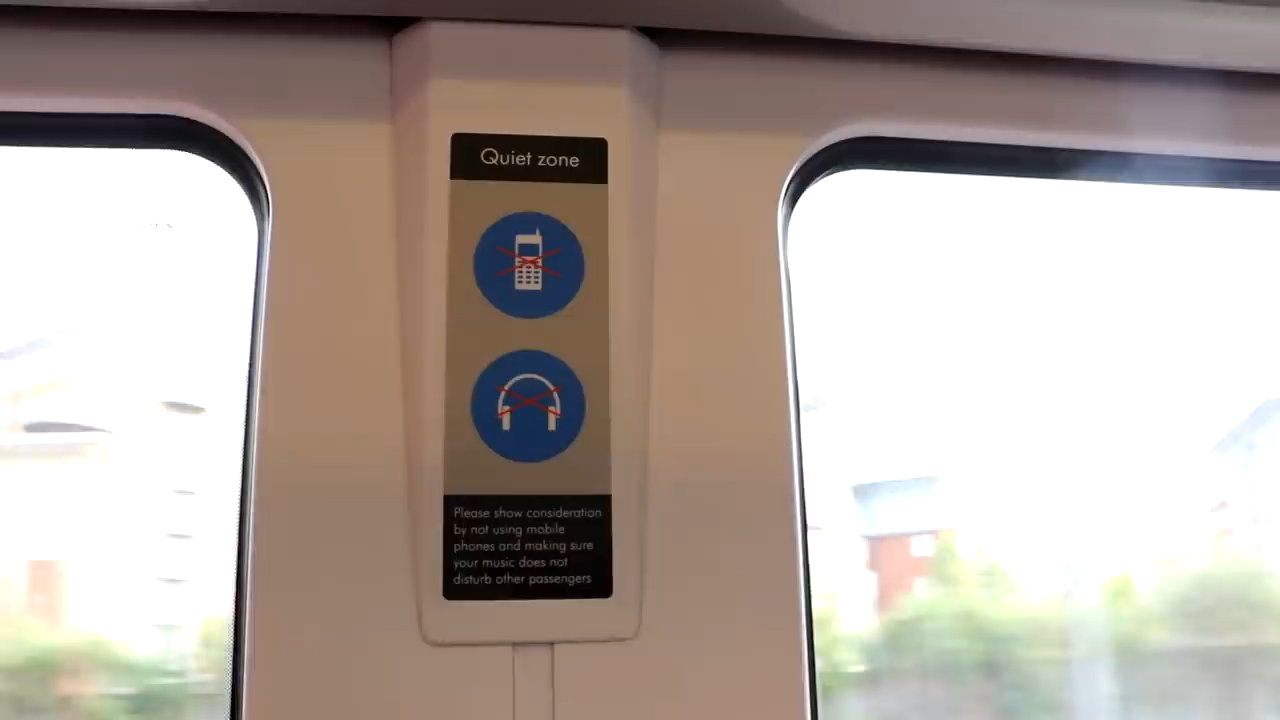 Quiet zone
Please show consideration
by not using mobile
phones and making sure
your music does not
disturb other passengers